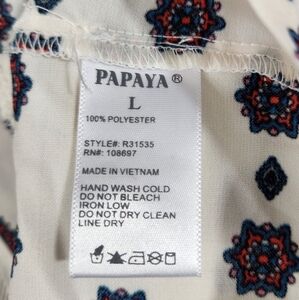 PAPAYA®
L
100% POLYESTER
STYLE#: R31535
RN#: 108697
MADE IN VIETNAM
HAND WASH COLD
DO NOT BLEACH
IRON LOW
DO NOT DRY CLEAN
LINE DRY